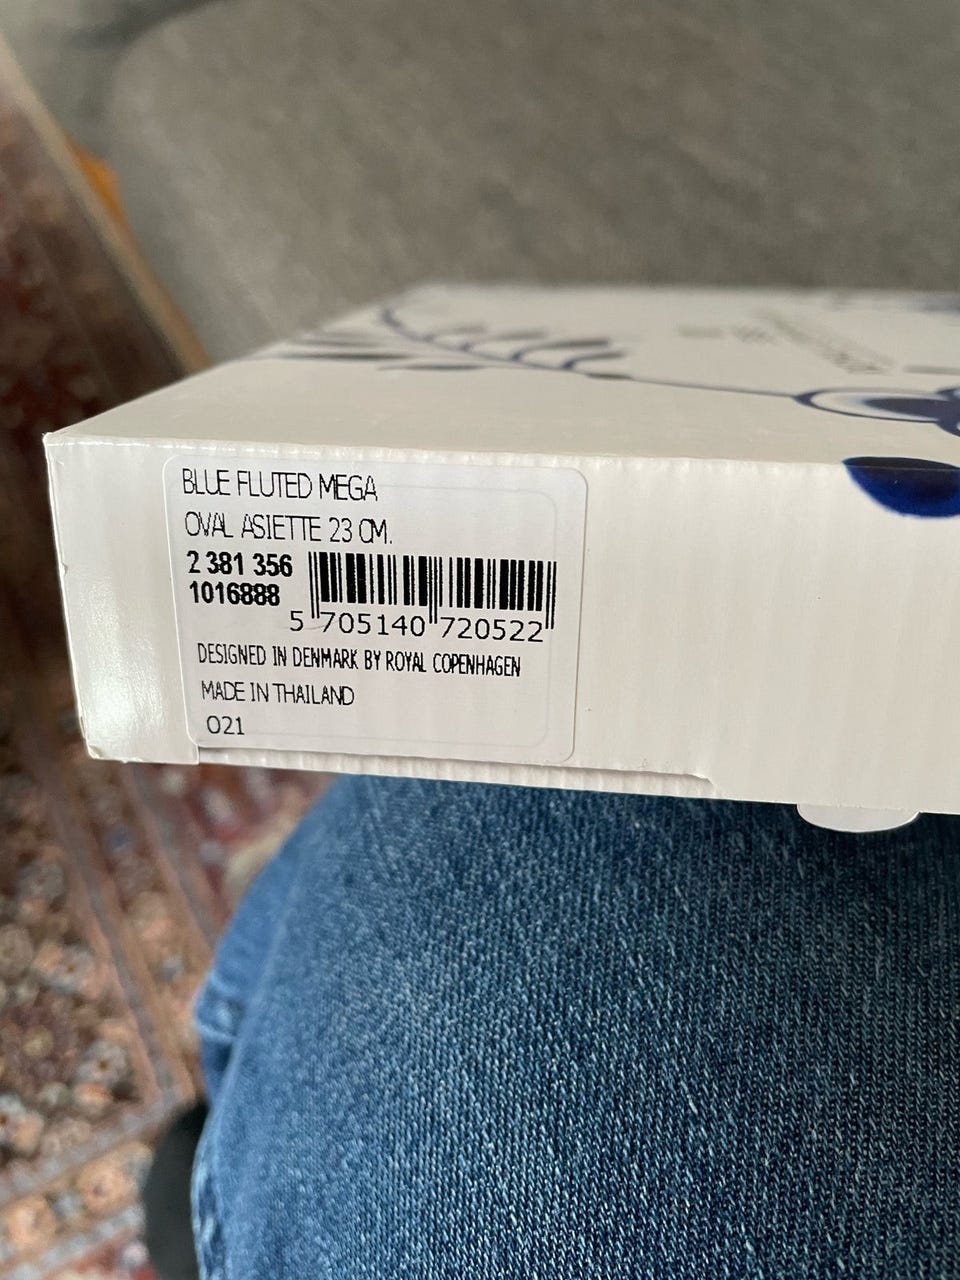 BLUE FLUTED MEGA
OVAL ASIETTE 23 CM.
2 381 356
1016888
5 705140 720522
DESIGNED IN DENMARK BY ROYAL COPENHAGEN
MADE IN THAILAND
021